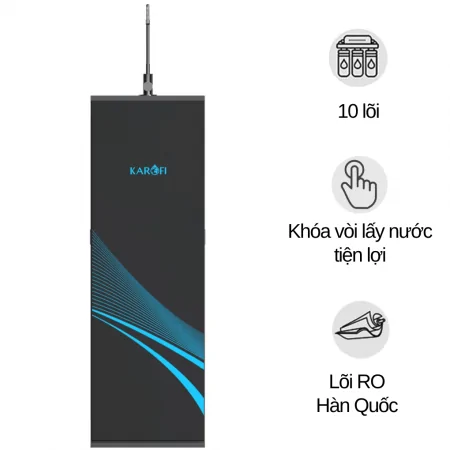 KAROFI
10 lõi
Khóa vòi lấy nước
tiện lợi
Lõi RO
Hàn Quốc